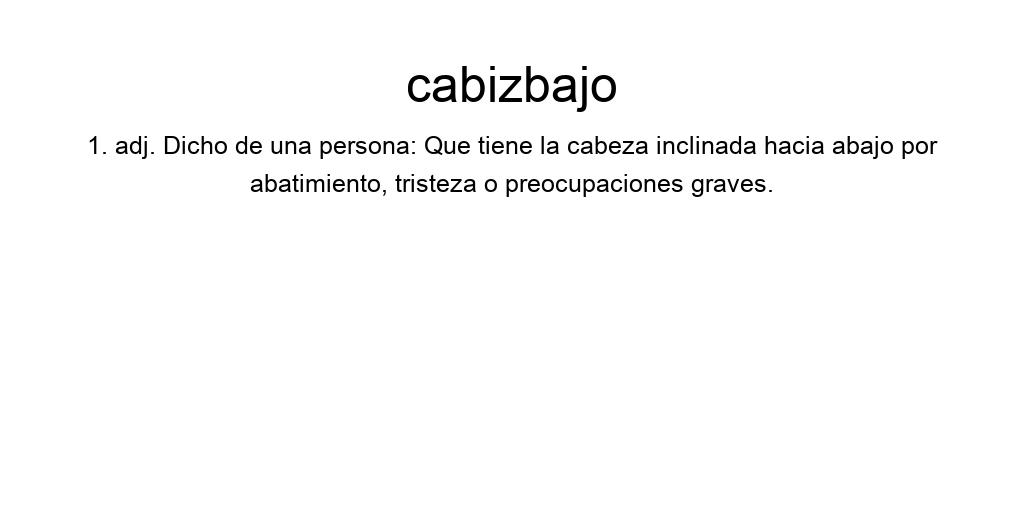 cabizbajo
1. adj. Dicho de una persona: Que tiene la cabeza inclinada hacia abajo por
abatimiento, tristeza o preocupaciones graves.